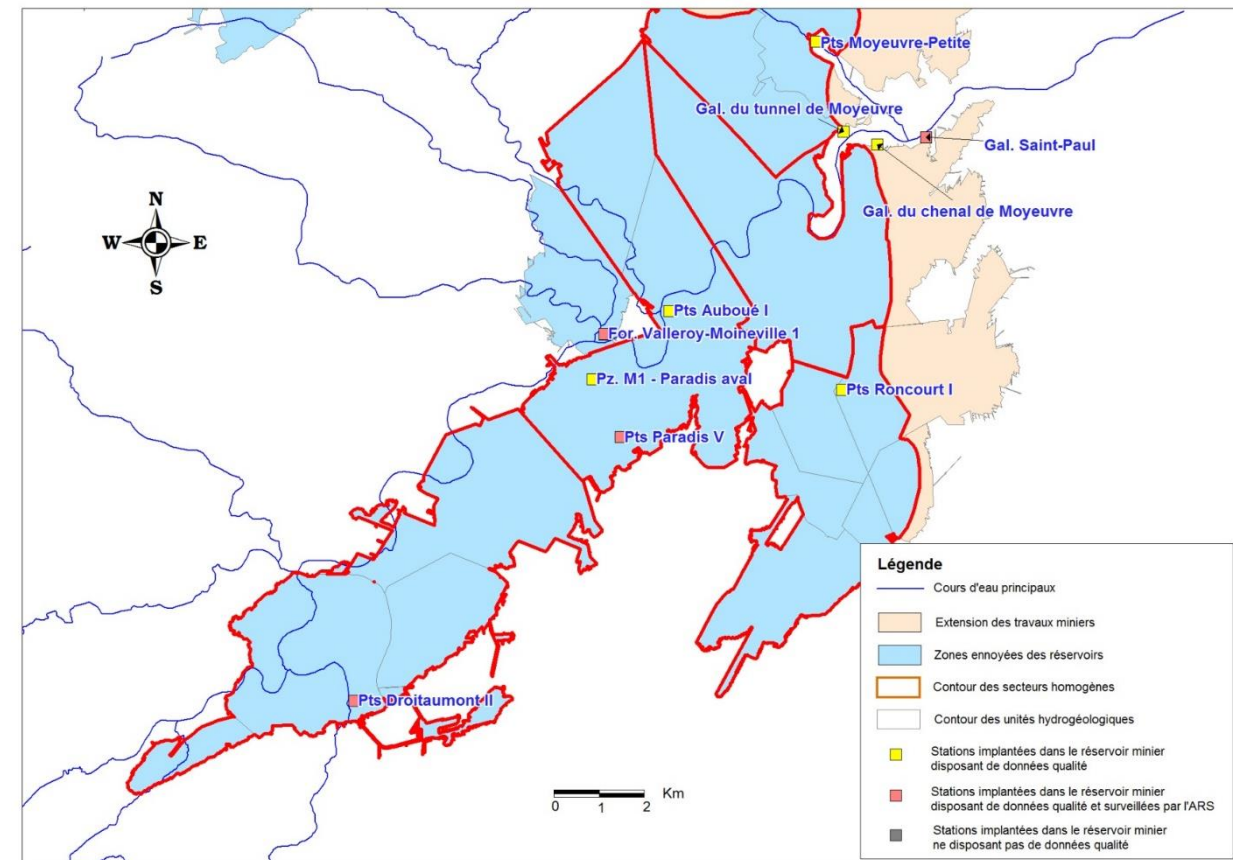 Pts Moyeuvre-Petite
Gal. du tunnel de Moyeuvre
Gal. Saint-Paul
Gal. du chenal de Moyeuvre
N
W E
S
Pts Auboué I
For. Valleroy-Moineville 1
Pz. M1 - Paradis aval
Pts Roncourt I
Pts Paradis V
Pts Droitaumont II
0 1 2 Km
Légende
Cours d'eau principaux
Extension des travaux miniers
Zones ennoyées des réservoirs
Contour des secteurs homogènes
Contour des unités hydrogéologiques
Stations implantées dans le réservoir minier
disposant de données qualité
Stations implantées dans le réservoir minier
disposant de données qualité et surveillées par l'ARS
Stations implantées dans le réservoir minier
ne disposant pas de données qualité